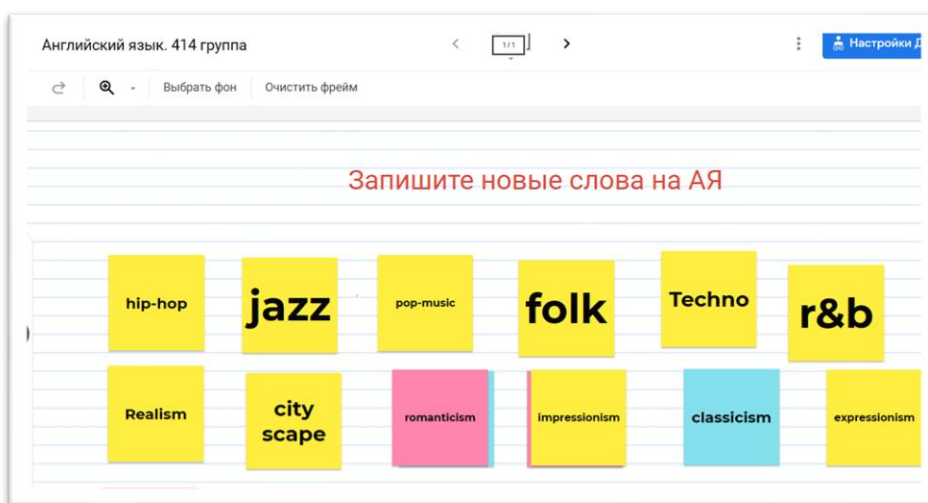 Английский язык. 414 группа
1/1
Настройки Д
Выбрать фон
Очистить фрейм
Запишите новые слова на АЯ
hip-hop
jazz
pop-music
folk
Techno
r&b
Realism
city
scape
romanticism
impressionism
classicism
expressionism